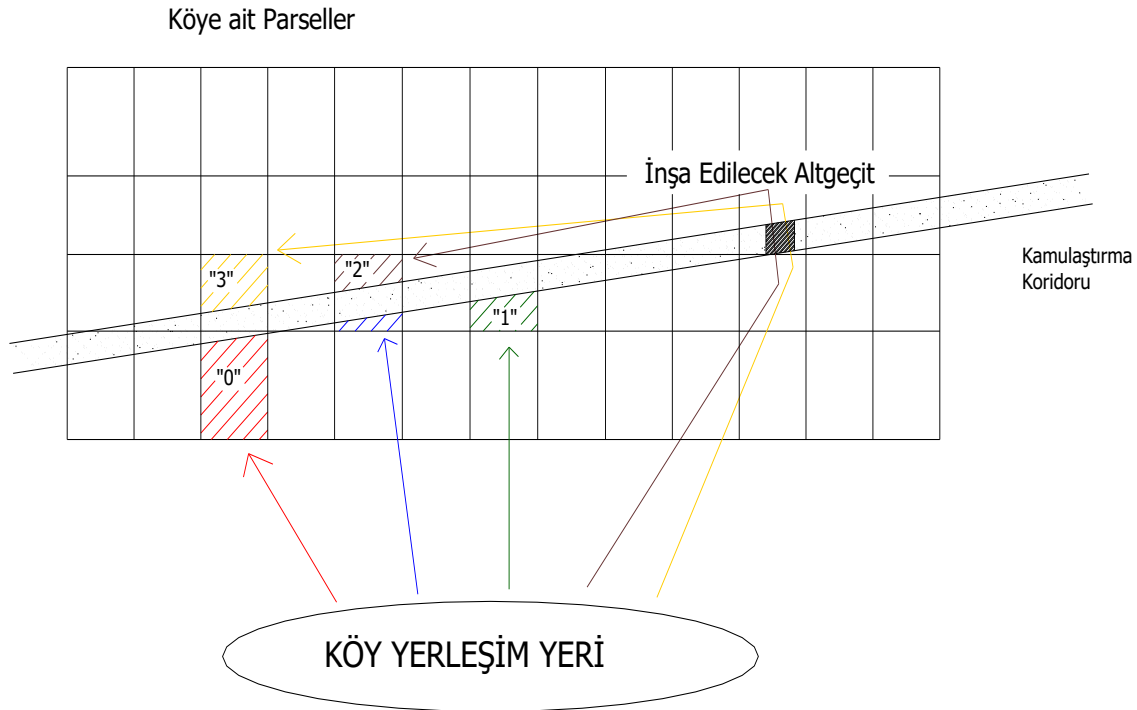 Köye ait Parseller
İnşa Edilecek Altgeçit
Kamulaştırma
Koridoru
"3"
"2"
"1"
"0"
KÖY YERLEŞİM YERİ